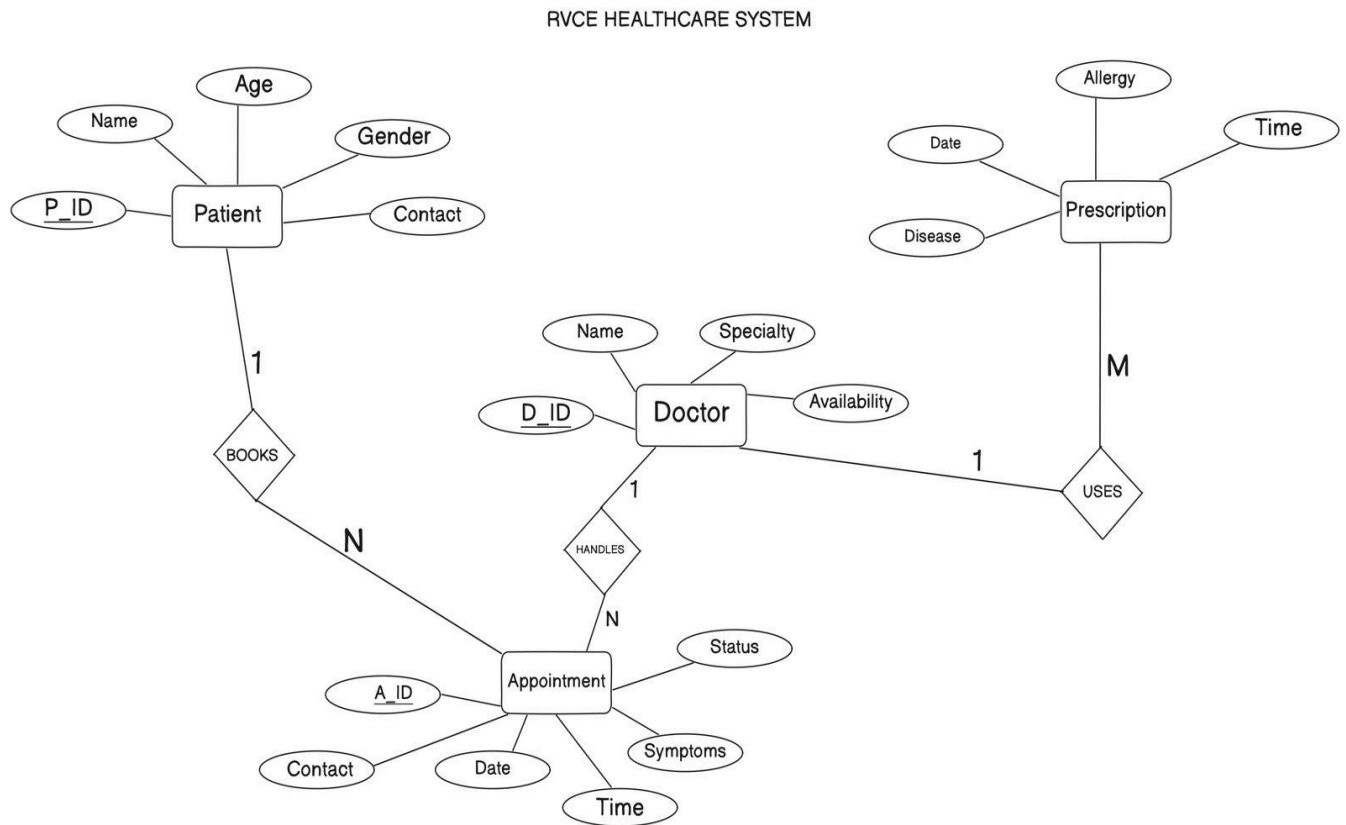 RVCE HEALTHCARE SYSTEM
Age
Name
Gender
P_ID
Patient
Contact
Allergy
Date
Time
Prescription
Disease
1
BOOKS
N
Name
Specialty
D_ID
Doctor
Availability
M
1
USES
1
HANDLES
N
Status
A_ID
Appointment
Contact
Date
Symptoms
Time